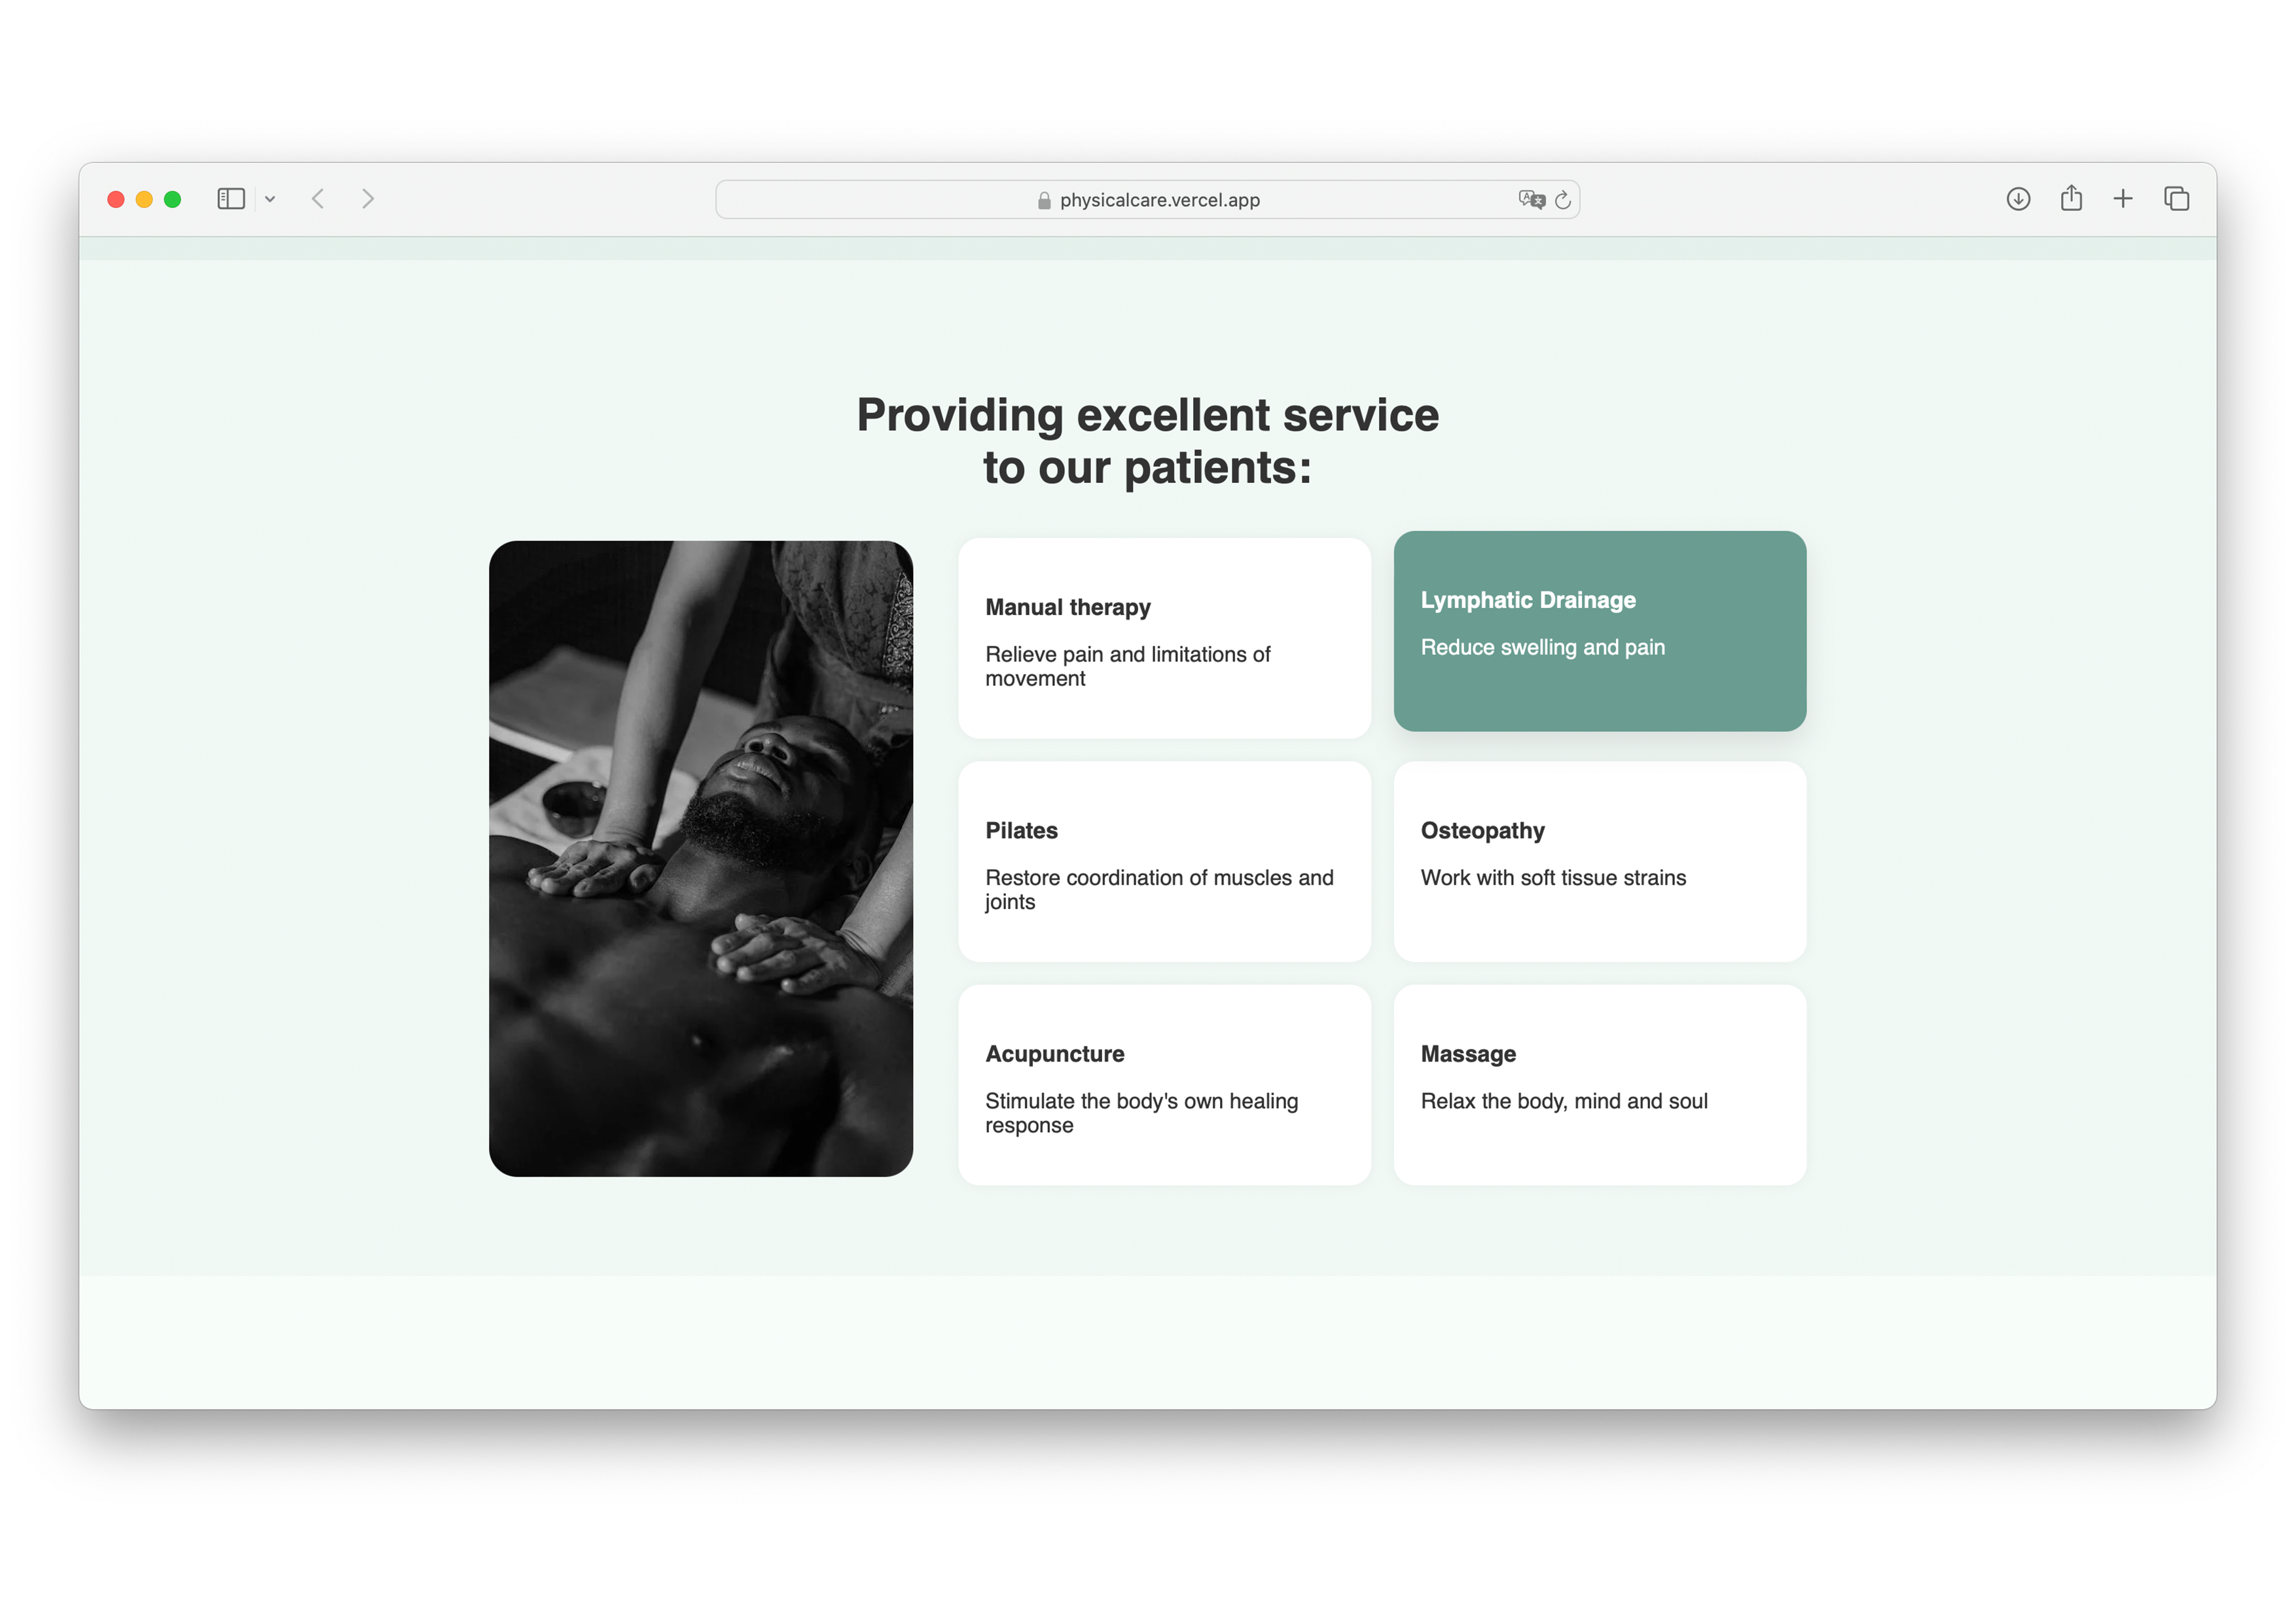 physicalcare.vercel.app
Providing excellent service
to our patients:
Manual therapy
Relieve pain and limitations of
movement
Lymphatic Drainage
Reduce swelling and pain
Pilates
Restore coordination of muscles and
joints
Osteopathy
Work with soft tissue strains
Acupuncture
Stimulate the body's own healing
response
Massage
Relax the body, mind and soul